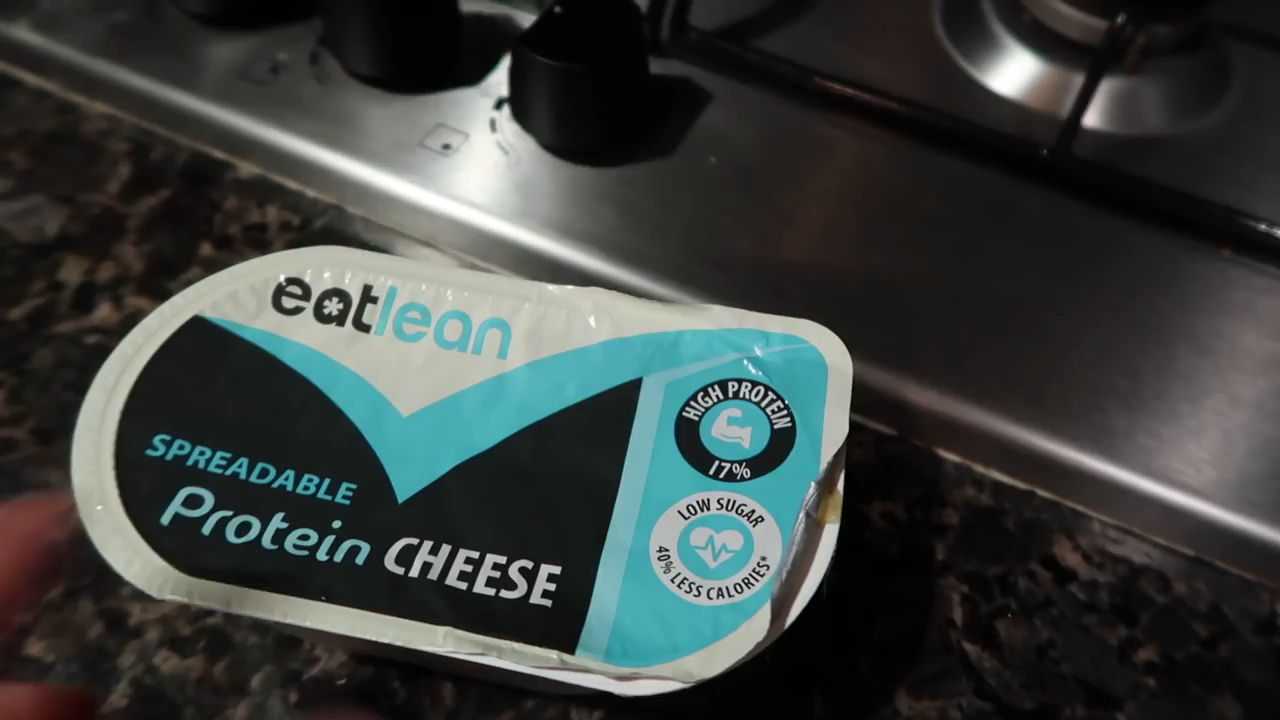 eatlean
SPREADABLE
Protein CHEESE
HIGH PROTEIN
17%
LOW SUGAR
40% LESS CALORIES*